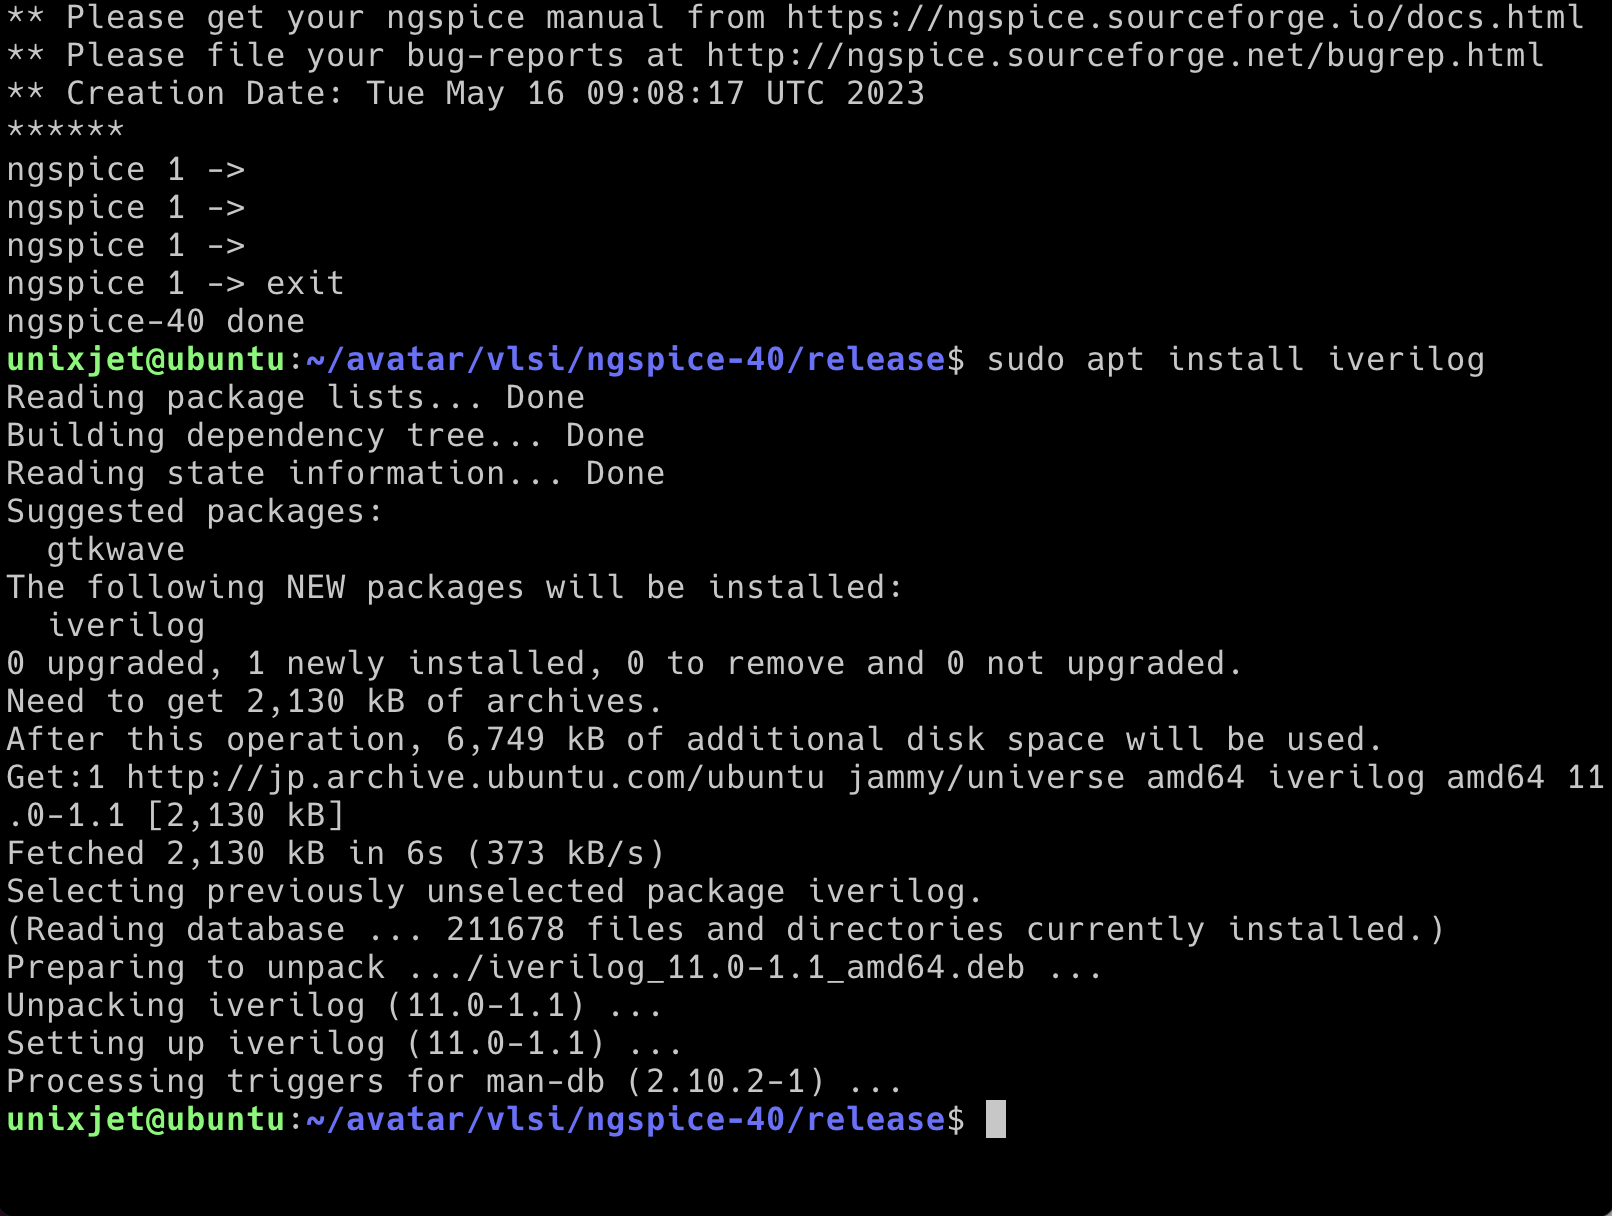 ** Please get your ngspice manual from https://ngspice.sourceforge.io/docs.html
** Please file your bug-reports at http://ngspice.sourceforge.net/bugrep.html
** Creation Date: Tue May 16 09:08:17 UTC 2023
******
ngspice 1 ->
ngspice 1 ->
ngspice 1 ->
ngspice 1 -> exit
ngspice-40 done
unixjet@ubuntu:~/avatar/vlsi/ngspice-40/release$ sudo apt install iverilog
Reading package lists... Done
Building dependency tree... Done
Reading state information... Done
Suggested packages:
  gtkwave
The following NEW packages will be installed:
  iverilog
0 upgraded, 1 newly installed, 0 to remove and 0 not upgraded.
Need to get 2,130 kB of archives.
After this operation, 6,749 kB of additional disk space will be used.
Get:1 http://jp.archive.ubuntu.com/ubuntu jammy/universe amd64 iverilog amd64 11
.0-1.1 [2,130 kB]
Fetched 2,130 kB in 6s (373 kB/s)
Selecting previously unselected package iverilog.
(Reading database ... 211678 files and directories currently installed.)
Preparing to unpack .../iverilog_11.0-1.1_amd64.deb ...
Unpacking iverilog (11.0-1.1) ...
Setting up iverilog (11.0-1.1) ...
Processing triggers for man-db (2.10.2-1) ...
unixjet@ubuntu:~/avatar/vlsi/ngspice-40/release$